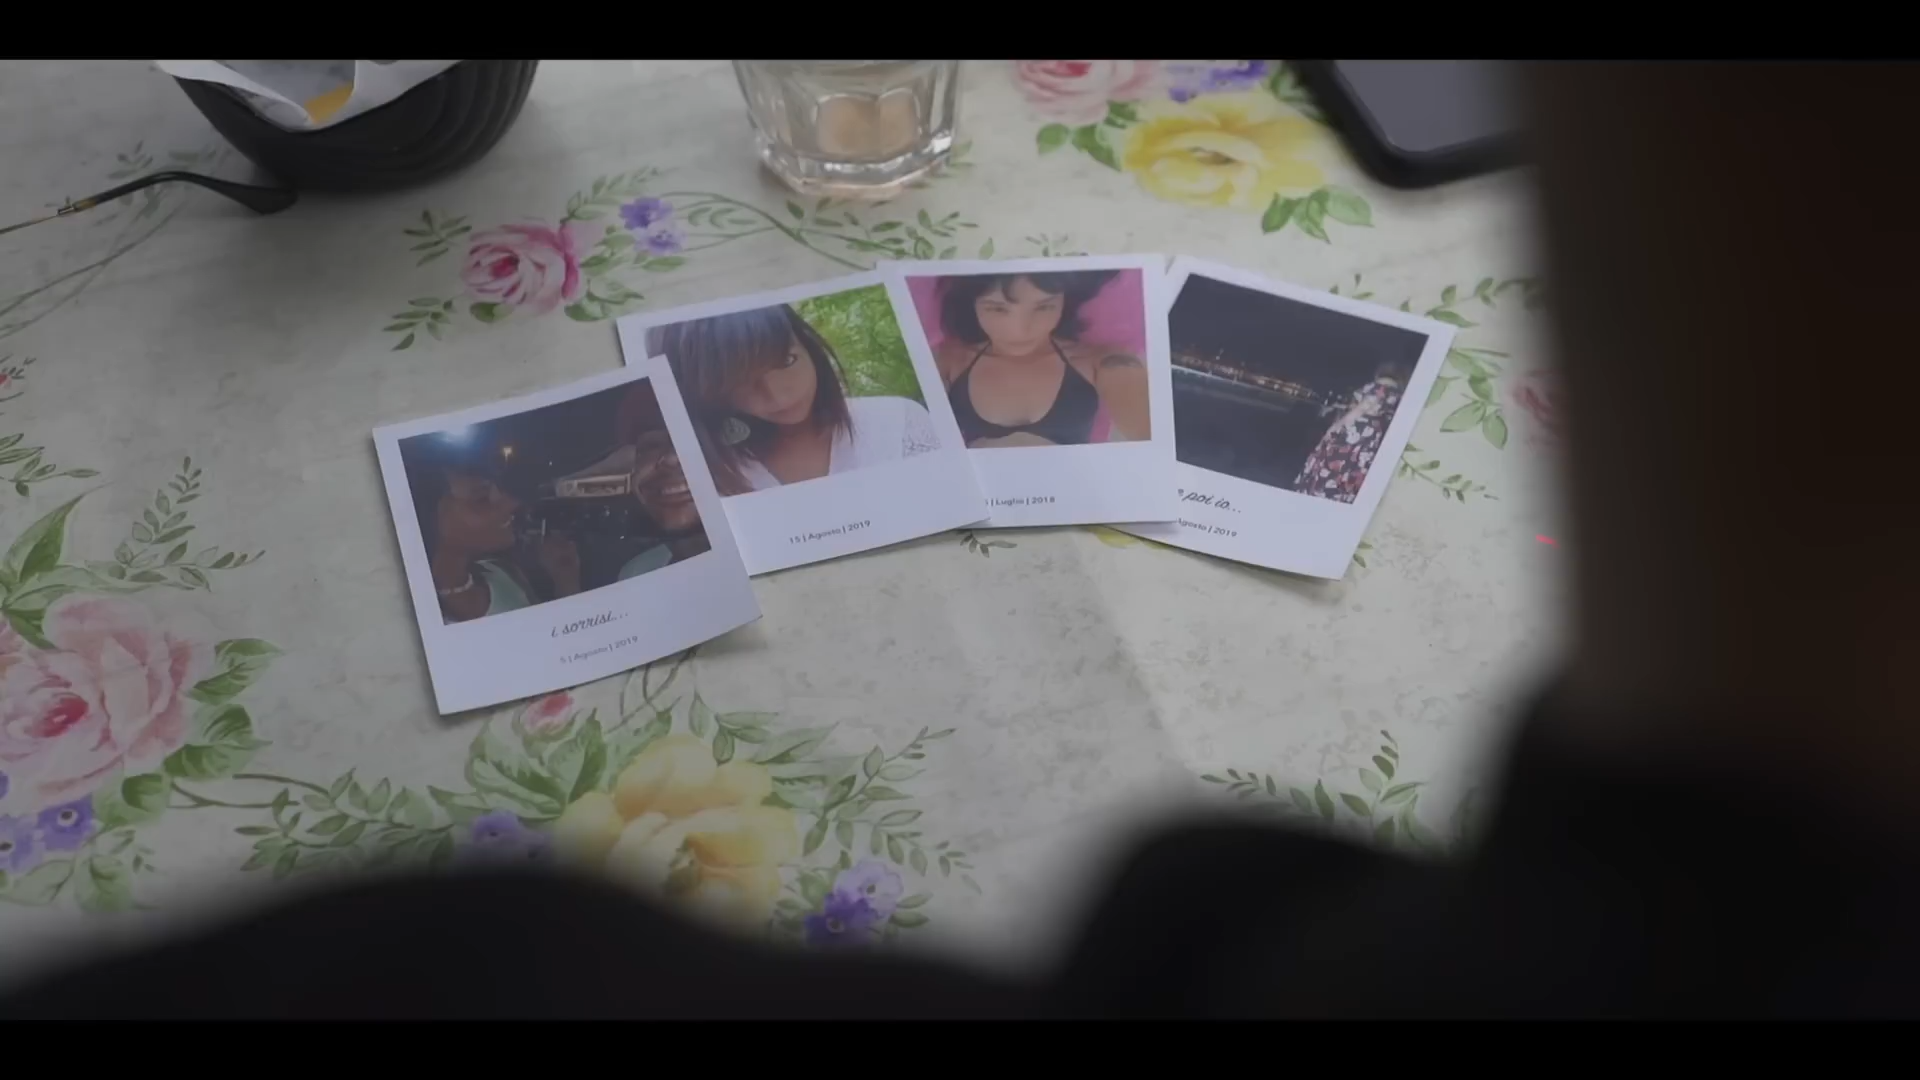 i sorrisi...
5 | Agosto | 2019
15 | Agosto | 2019
| Luglio | 2018
e poi io...
Agosto | 2019